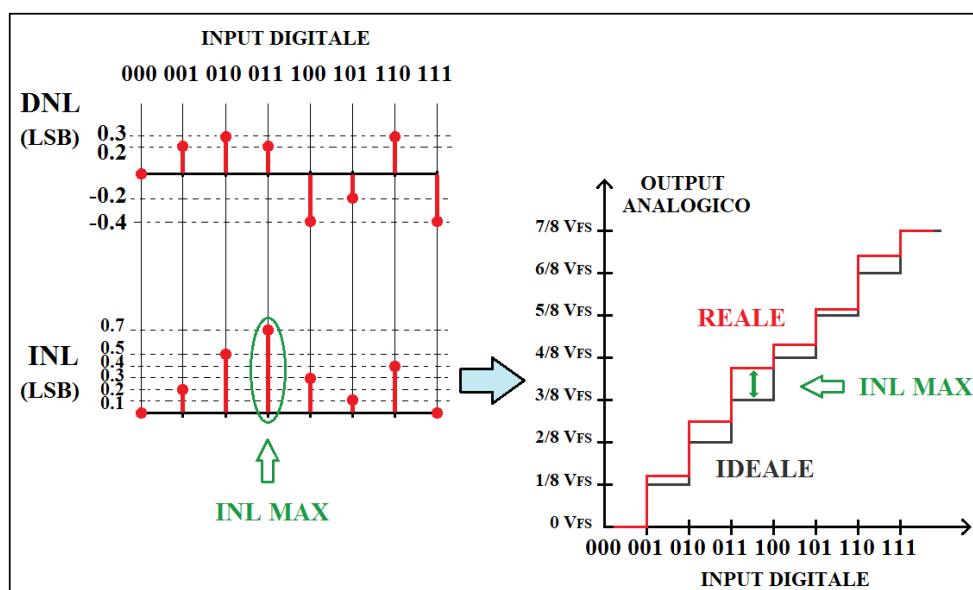 INPUT DIGITALE
000 001 010 011 100 101 110 111
DNL
(LSB)
0.3
0.2
-0.2
-0.4
INL
(LSB)
0.7
0.5
0.4
0.3
0.2
0.1
INL MAX
OUTPUT
ANALOGICO
7/8 VFS
6/8 VFS
5/8 VFS
4/8 VFS
3/8 VFS
2/8 VFS
1/8 VFS
0 VFS
REALE
INL MAX
IDEALE
000 001 010 011 100 101 110 111
INPUT DIGITALE